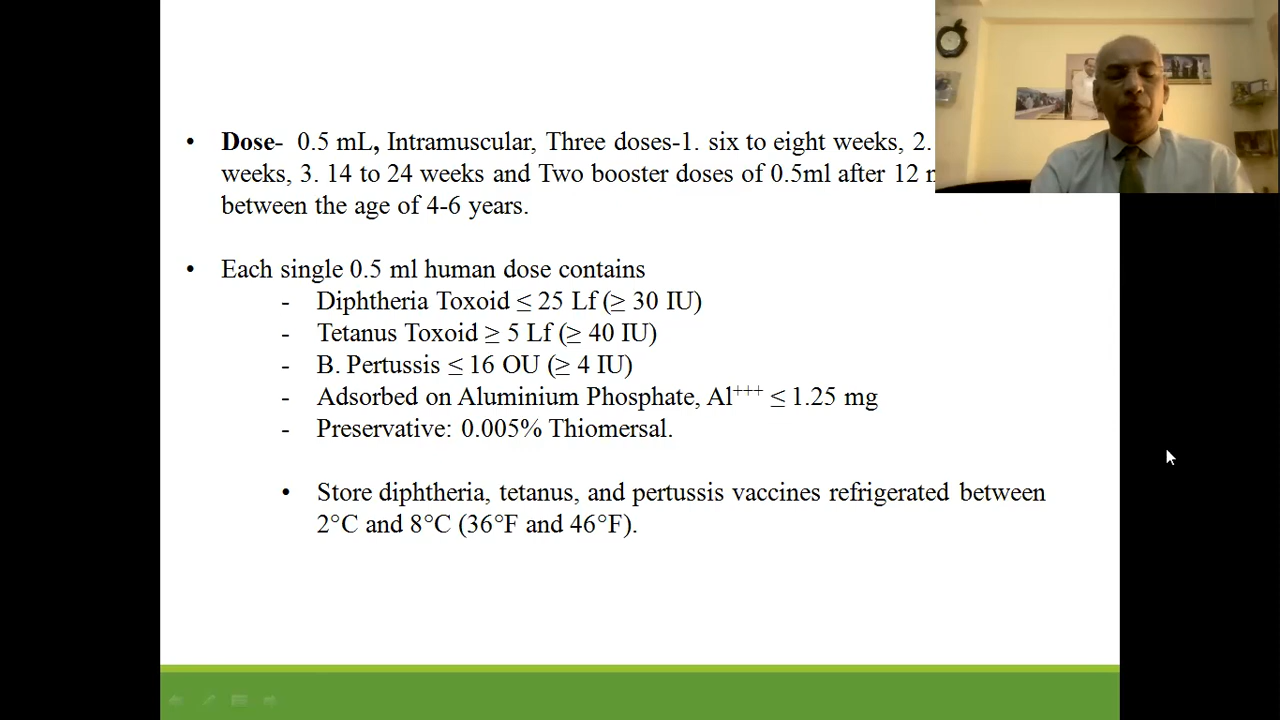 • Dose- 0.5 mL, Intramuscular, Three doses-1. six to eight weeks, 2.
weeks, 3. 14 to 24 weeks and Two booster doses of 0.5ml after 12
between the age of 4-6 years.
• Each single 0.5 ml human dose contains
- Diphtheria Toxoid ≤ 25 Lf (≥ 30 IU)
- Tetanus Toxoid ≥ 5 Lf (≥ 40 IU)
- B. Pertussis ≤ 16 OU (≥ 4 IU)
- Adsorbed on Aluminium Phosphate, Al⁺⁺⁺ ≤ 1.25 mg
- Preservative: 0.005% Thiomersal.
• Store diphtheria, tetanus, and pertussis vaccines refrigerated between
2°C and 8°C (36°F and 46°F).